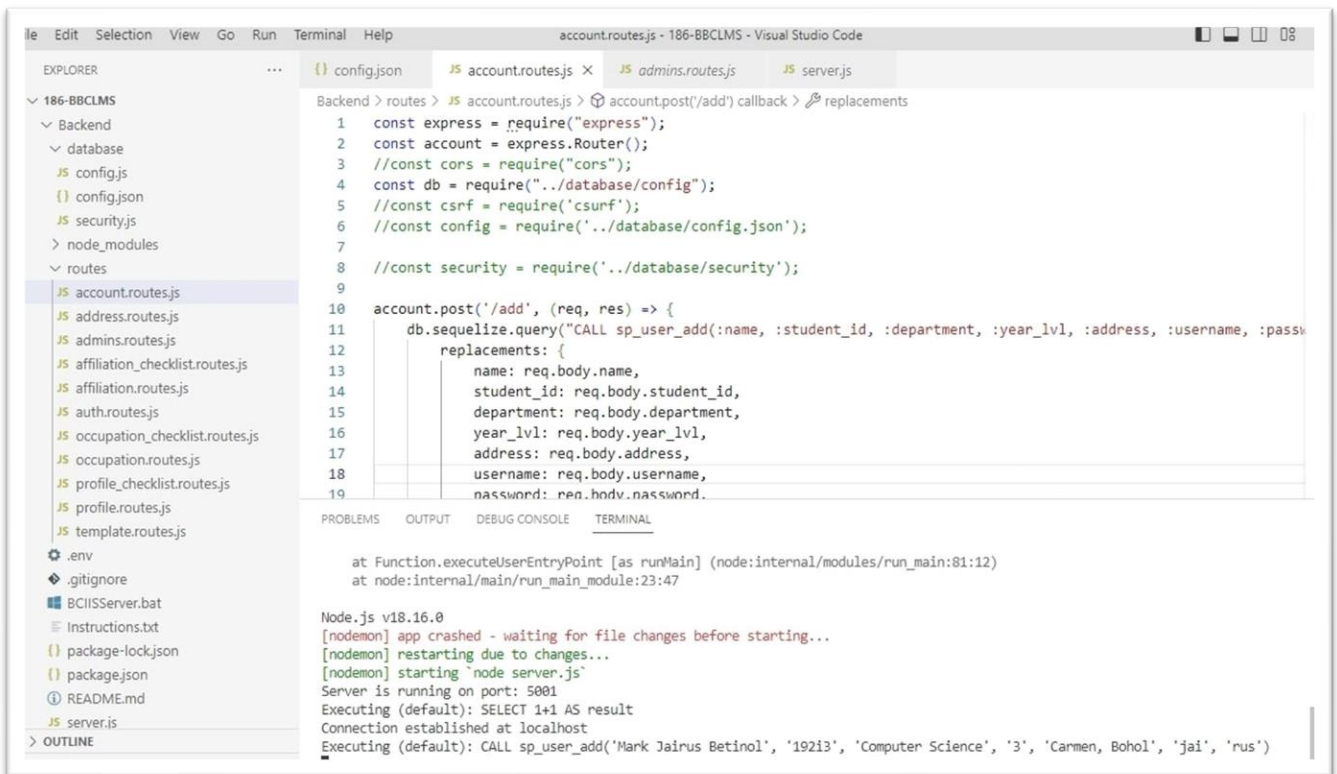 le Edit Selection View Go Run Terminal Help account.routes.js - 186-BBCLMS - Visual Studio Code
EXPLORER ...
186-BBCLMS
Backend
database
JS config.js
{} config.json
JS security.js
node_modules
routes
JS account.routes.js
JS address.routes.js
JS admins.routes.js
JS affiliation_checklist.routes.js
JS affiliation.routes.js
JS auth.routes.js
JS occupation_checklist.routes.js
JS occupation.routes.js
JS profile_checklist.routes.js
JS profile.routes.js
JS template.routes.js
.env
.gitignore
BCIISServer.bat
Instructions.txt
{} package-lock.json
{} package.json
README.md
JS server.js
OUTLINE
{} config.json JS account.routes.js × JS admins.routes.js JS server.js
Backend > routes > JS account.routes.js > account.post('/add') callback > replacements
1 const express = require("express");
2 const account = express.Router();
3 //const cors = require("cors");
4 const db = require("../database/config");
5 //const csrf = require('csurf');
6 //const config = require('../database/config.json');
7
8 //const security = require('../database/security');
9
10 account.post('/add', (req, res) => {
11 db.sequelize.query("CALL sp_user_add(:name, :student_id, :department, :year_lvl, :address, :username, :passw
12 replacements: {
13 name: req.body.name,
14 student_id: req.body.student_id,
15 department: req.body.department,
16 year_lvl: req.body.year_lvl,
17 address: req.body.address,
18 username: req.body.username,
19 password: req.body.password,
PROBLEMS OUTPUT DEBUG CONSOLE TERMINAL
at Function.executeUserEntryPoint [as runMain] (node:internal/modules/run_main:81:12)
at node:internal/main/run_main_module:23:47
Node.js v18.16.0
[nodemon] app crashed - waiting for file changes before starting...
[nodemon] restarting due to changes...
[nodemon] starting `node server.js`
Server is running on port: 5001
Executing (default): SELECT 1+1 AS result
Connection established at localhost
Executing (default): CALL sp_user_add('Mark Jairus Betinol', '192i3', 'Computer Science', '3', 'Carmen, Bohol', 'jai', 'rus')